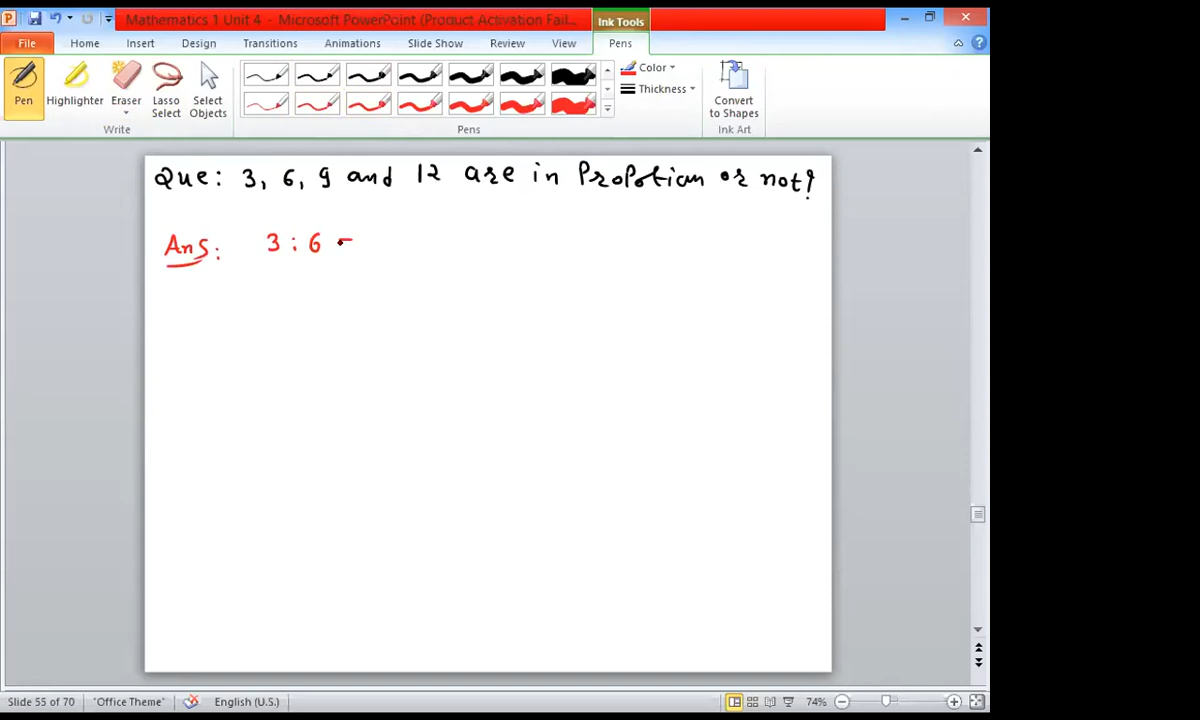 Mathematics 1 Unit 4 - Microsoft PowerPoint (Product Activation Fail...
Ink Tools
File Home Insert Design Transitions Animations Slide Show Review View Pens
Pen Highlighter Eraser Lasso Select Select Objects
Color
Thickness
Convert to Shapes
Write Pens Ink Art
Que: 3, 6, 9 and 12 are in Propotian or not?
Ans: 3 : 6 -
Slide 55 of 70 "Office Theme" English (U.S.) 74%